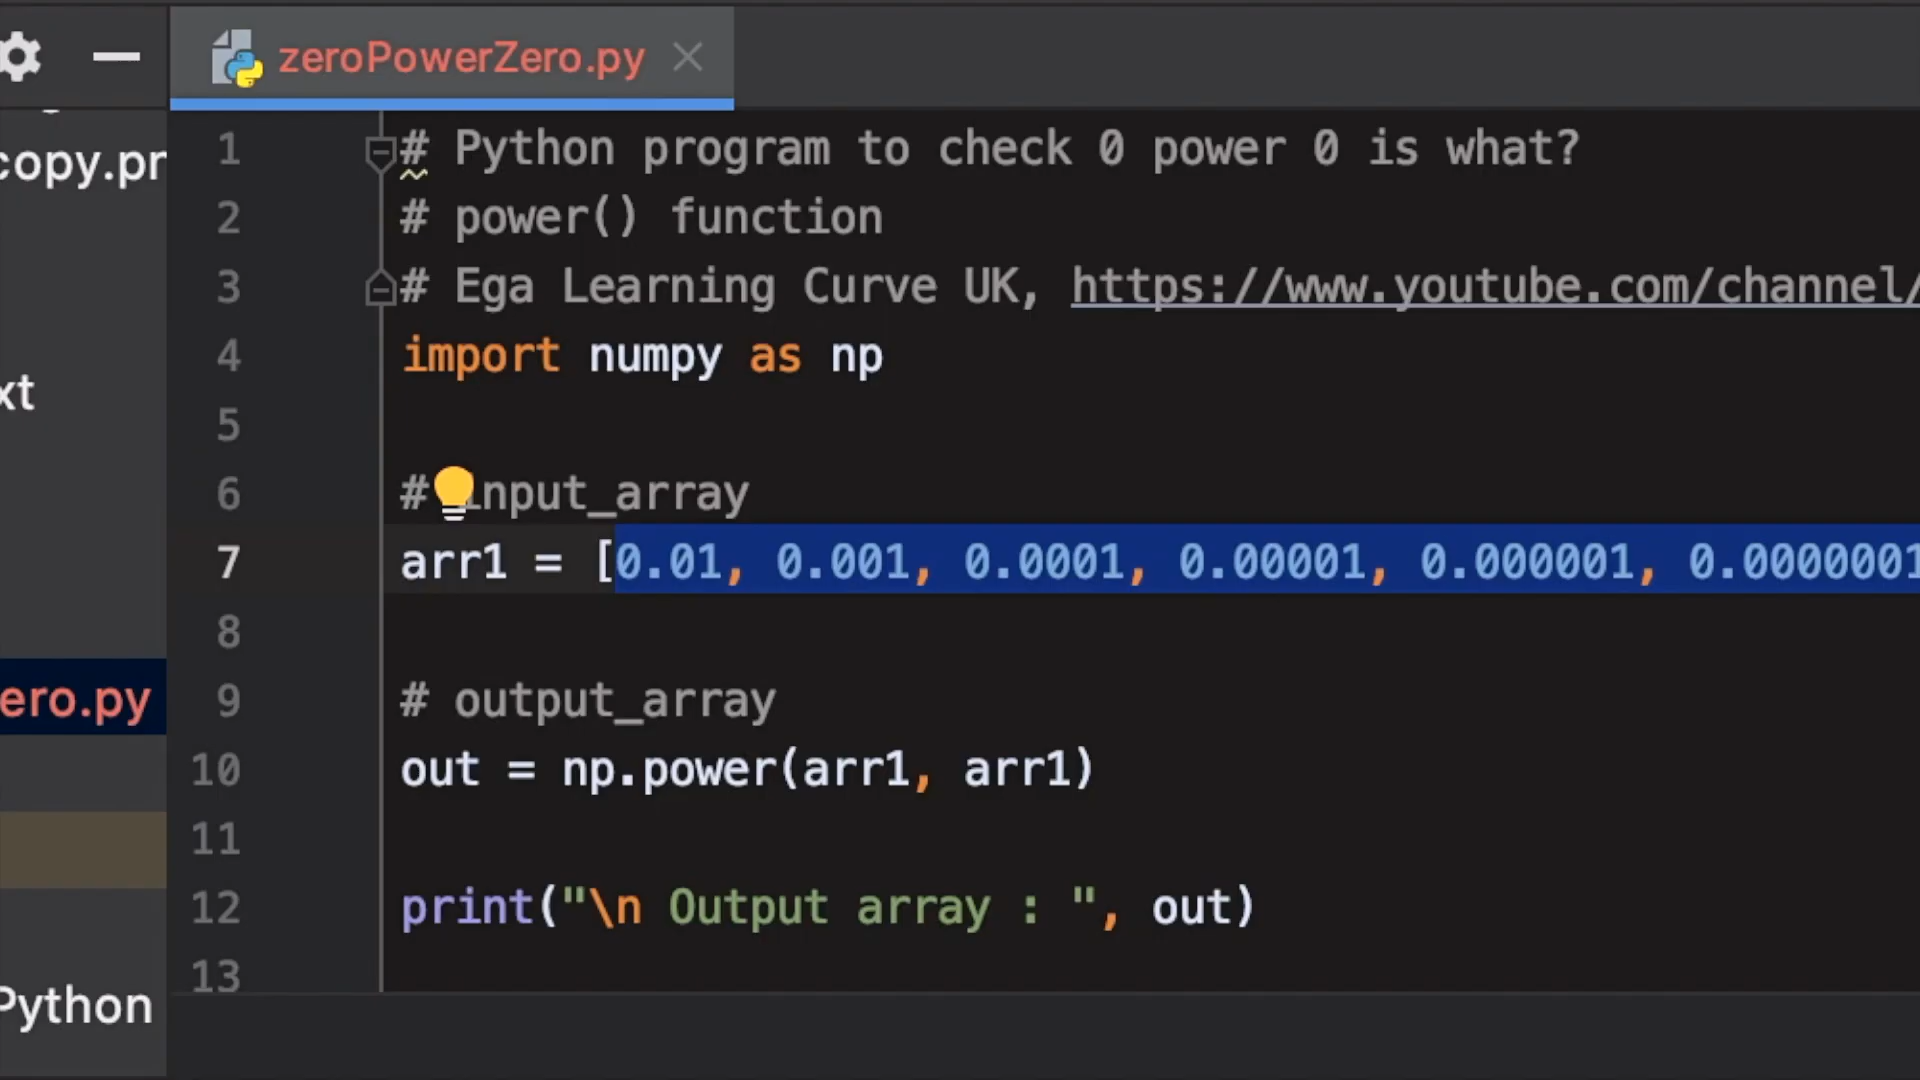 zeroPowerZero.py
copy.pr
xt
ero.py
Python
1 # Python program to check 0 power 0 is what?
2 # power() function
3 # Ega Learning Curve UK, https://www.youtube.com/channel/
4 import numpy as np
5
6 # input_array
7 arr1 = [0.01, 0.001, 0.0001, 0.00001, 0.000001, 0.0000001
8
9 # output_array
10 out = np.power(arr1, arr1)
11
12 print("\n Output array : ", out)
13